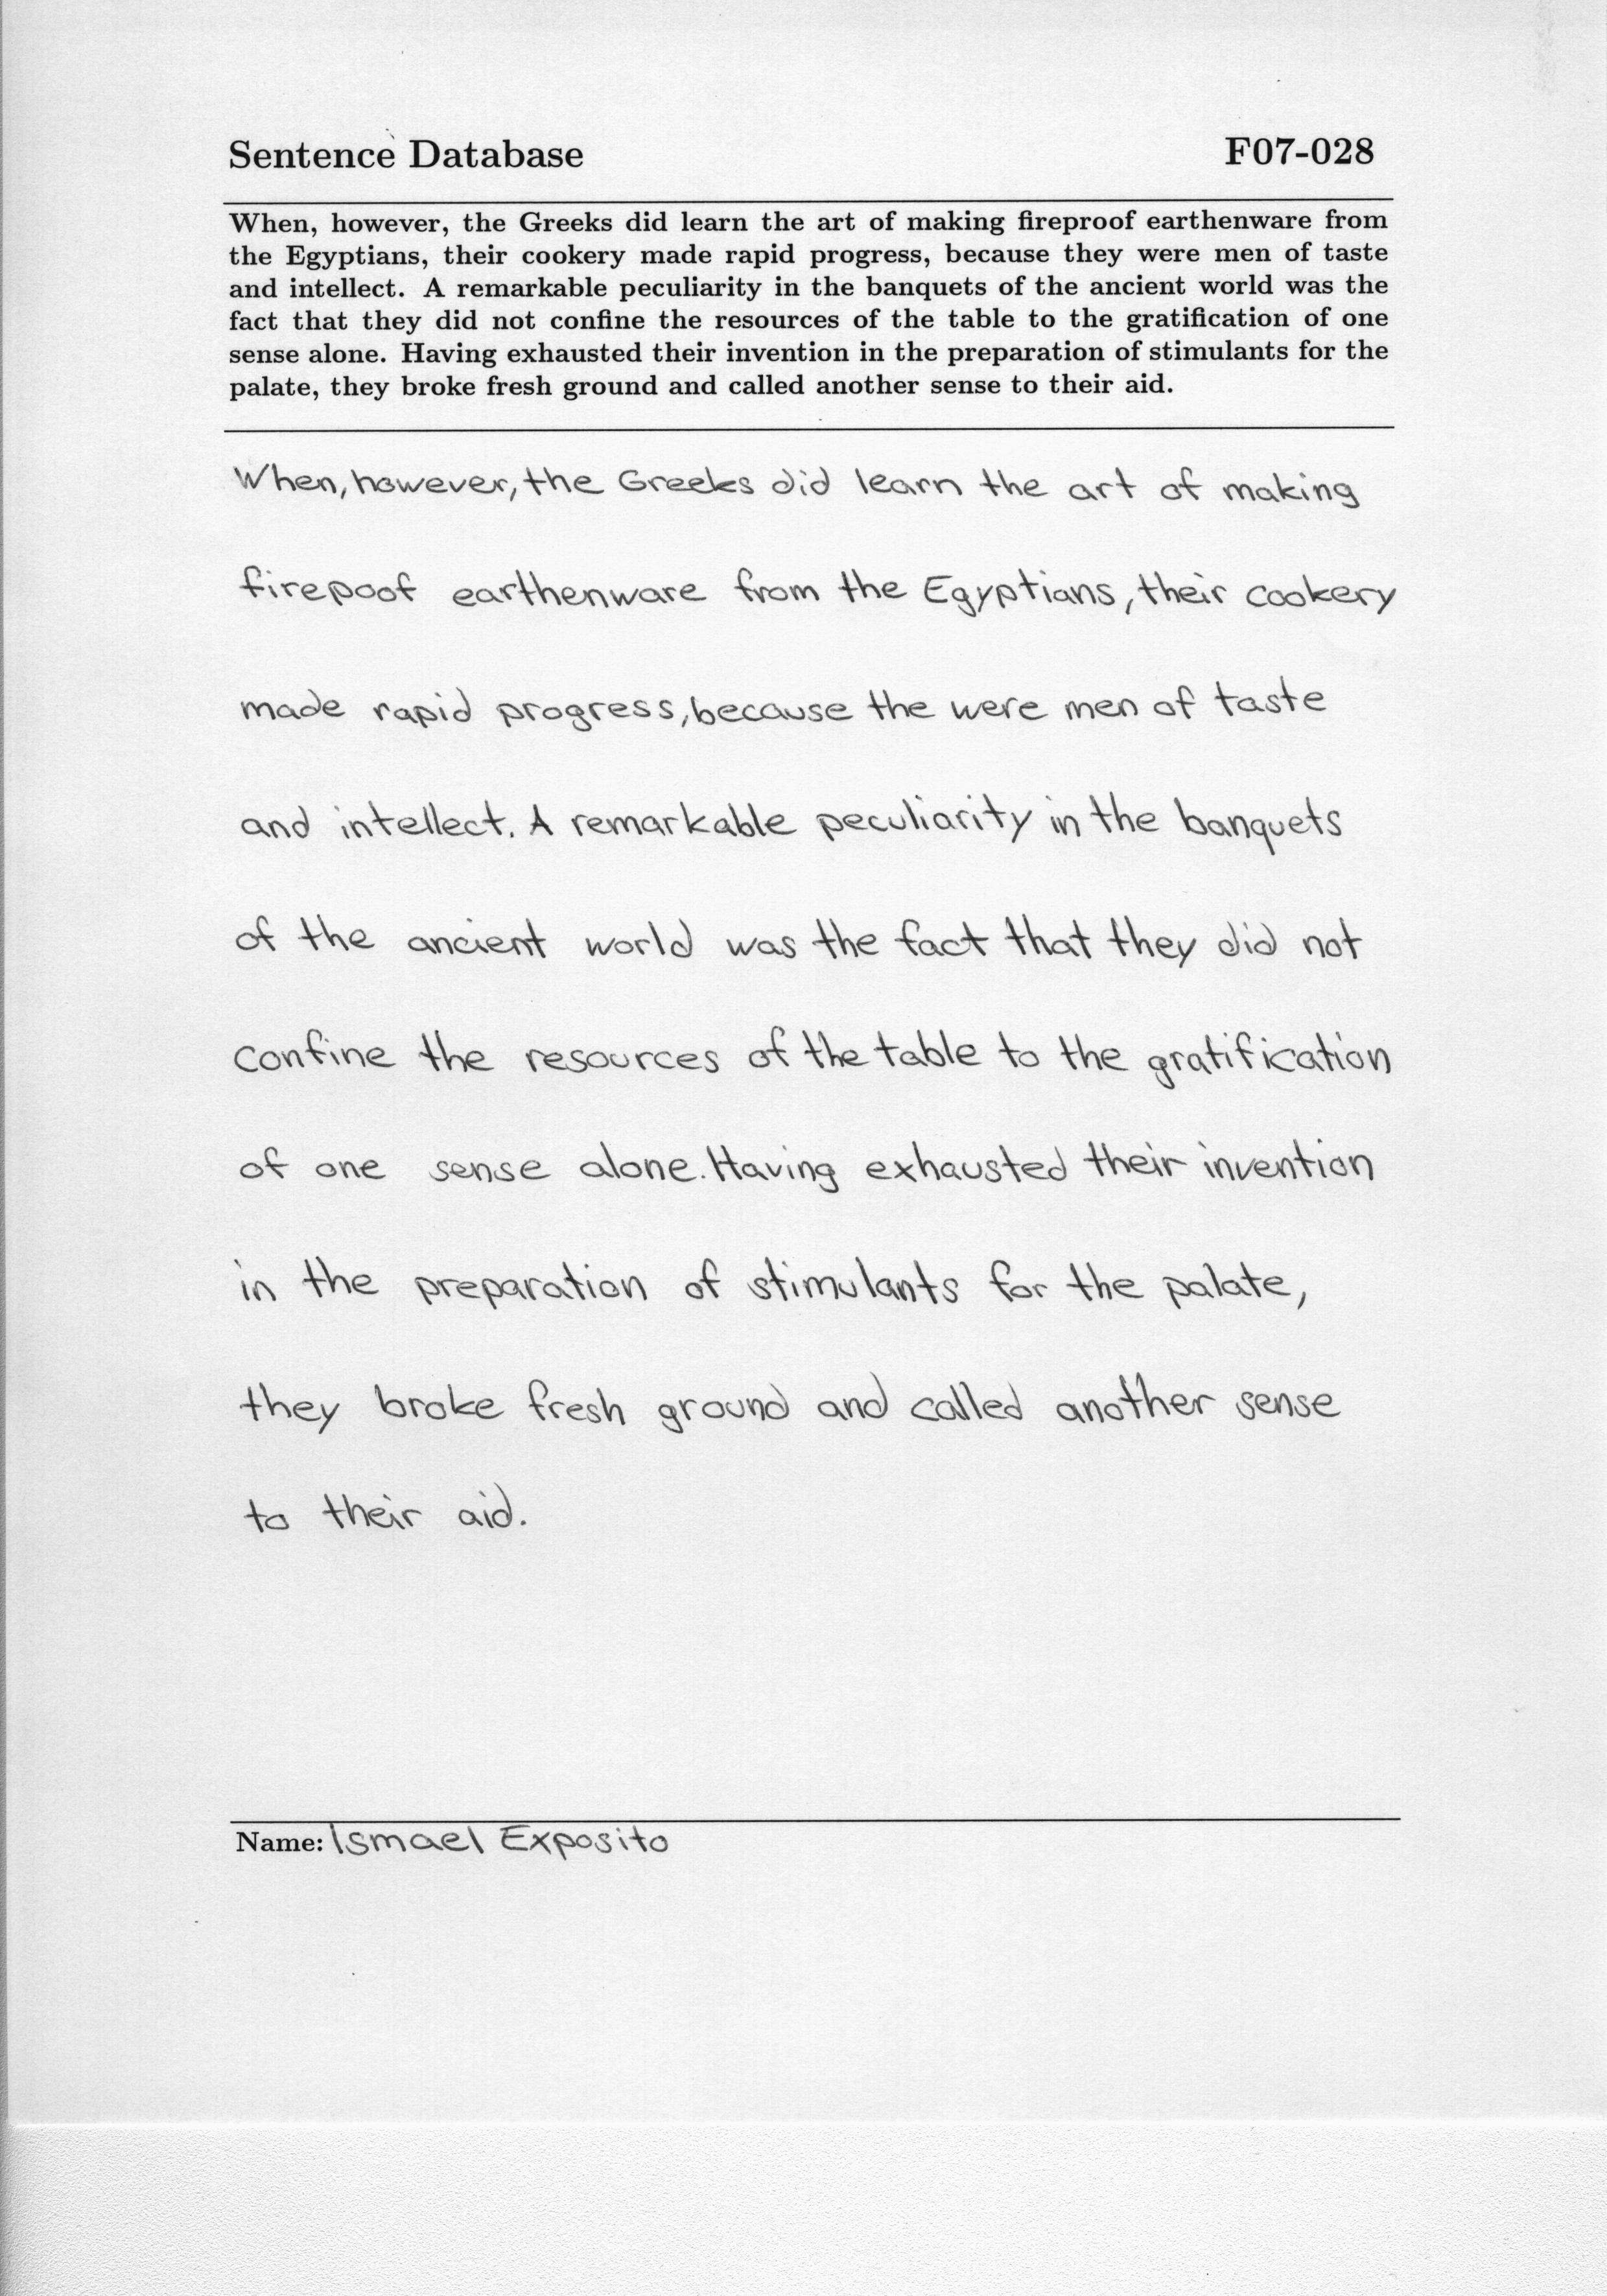 Sentence Database F07-028
When, however, the Greeks did learn the art of making fireproof earthenware from
the Egyptians, their cookery made rapid progress, because they were men of taste
and intellect. A remarkable peculiarity in the banquets of the ancient world was the
fact that they did not confine the resources of the table to the gratification of one
sense alone. Having exhausted their invention in the preparation of stimulants for the
palate, they broke fresh ground and called another sense to their aid.
When, however, the Greeks did learn the art of making
firepoof earthenware from the Egyptians, their cookery
made rapid progress, because the were men of taste
and intellect. A remarkable peculiarity in the banquets
of the ancient world was the fact that they did not
confine the resources of the table to the gratification
of one sense alone. Having exhausted their invention
in the preparation of stimulants for the palate,
they broke fresh ground and called another sense
to their aid.
Name: Ismael Exposito